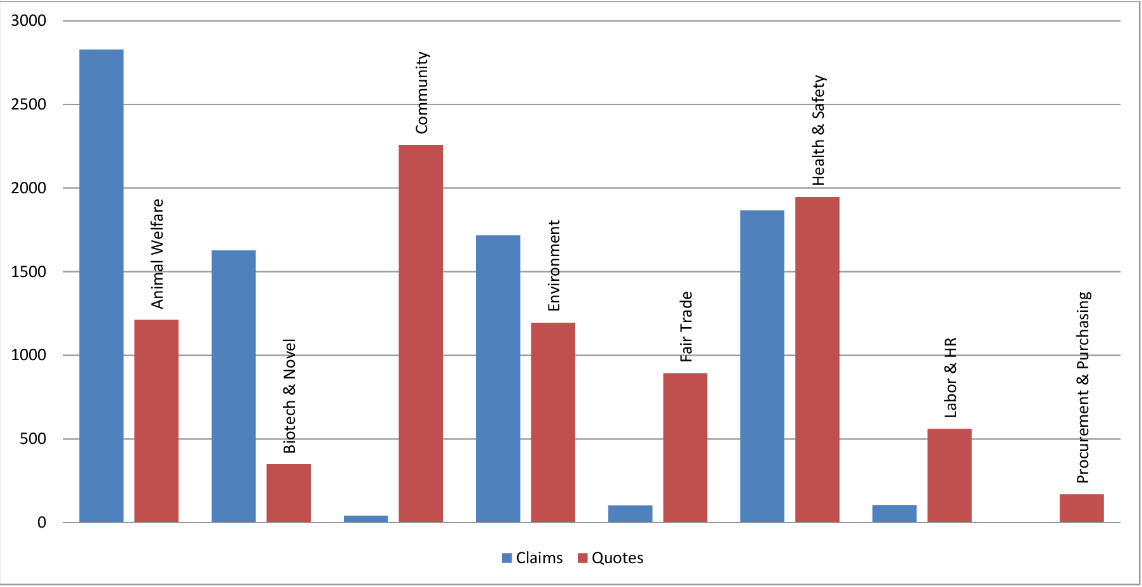 3000
2500
2000
1500
1000
500
0
Animal Welfare
Biotech & Novel
Community
Environment
Fair Trade
Health & Safety
Labor & HR
Procurement & Purchasing
Claims Quotes